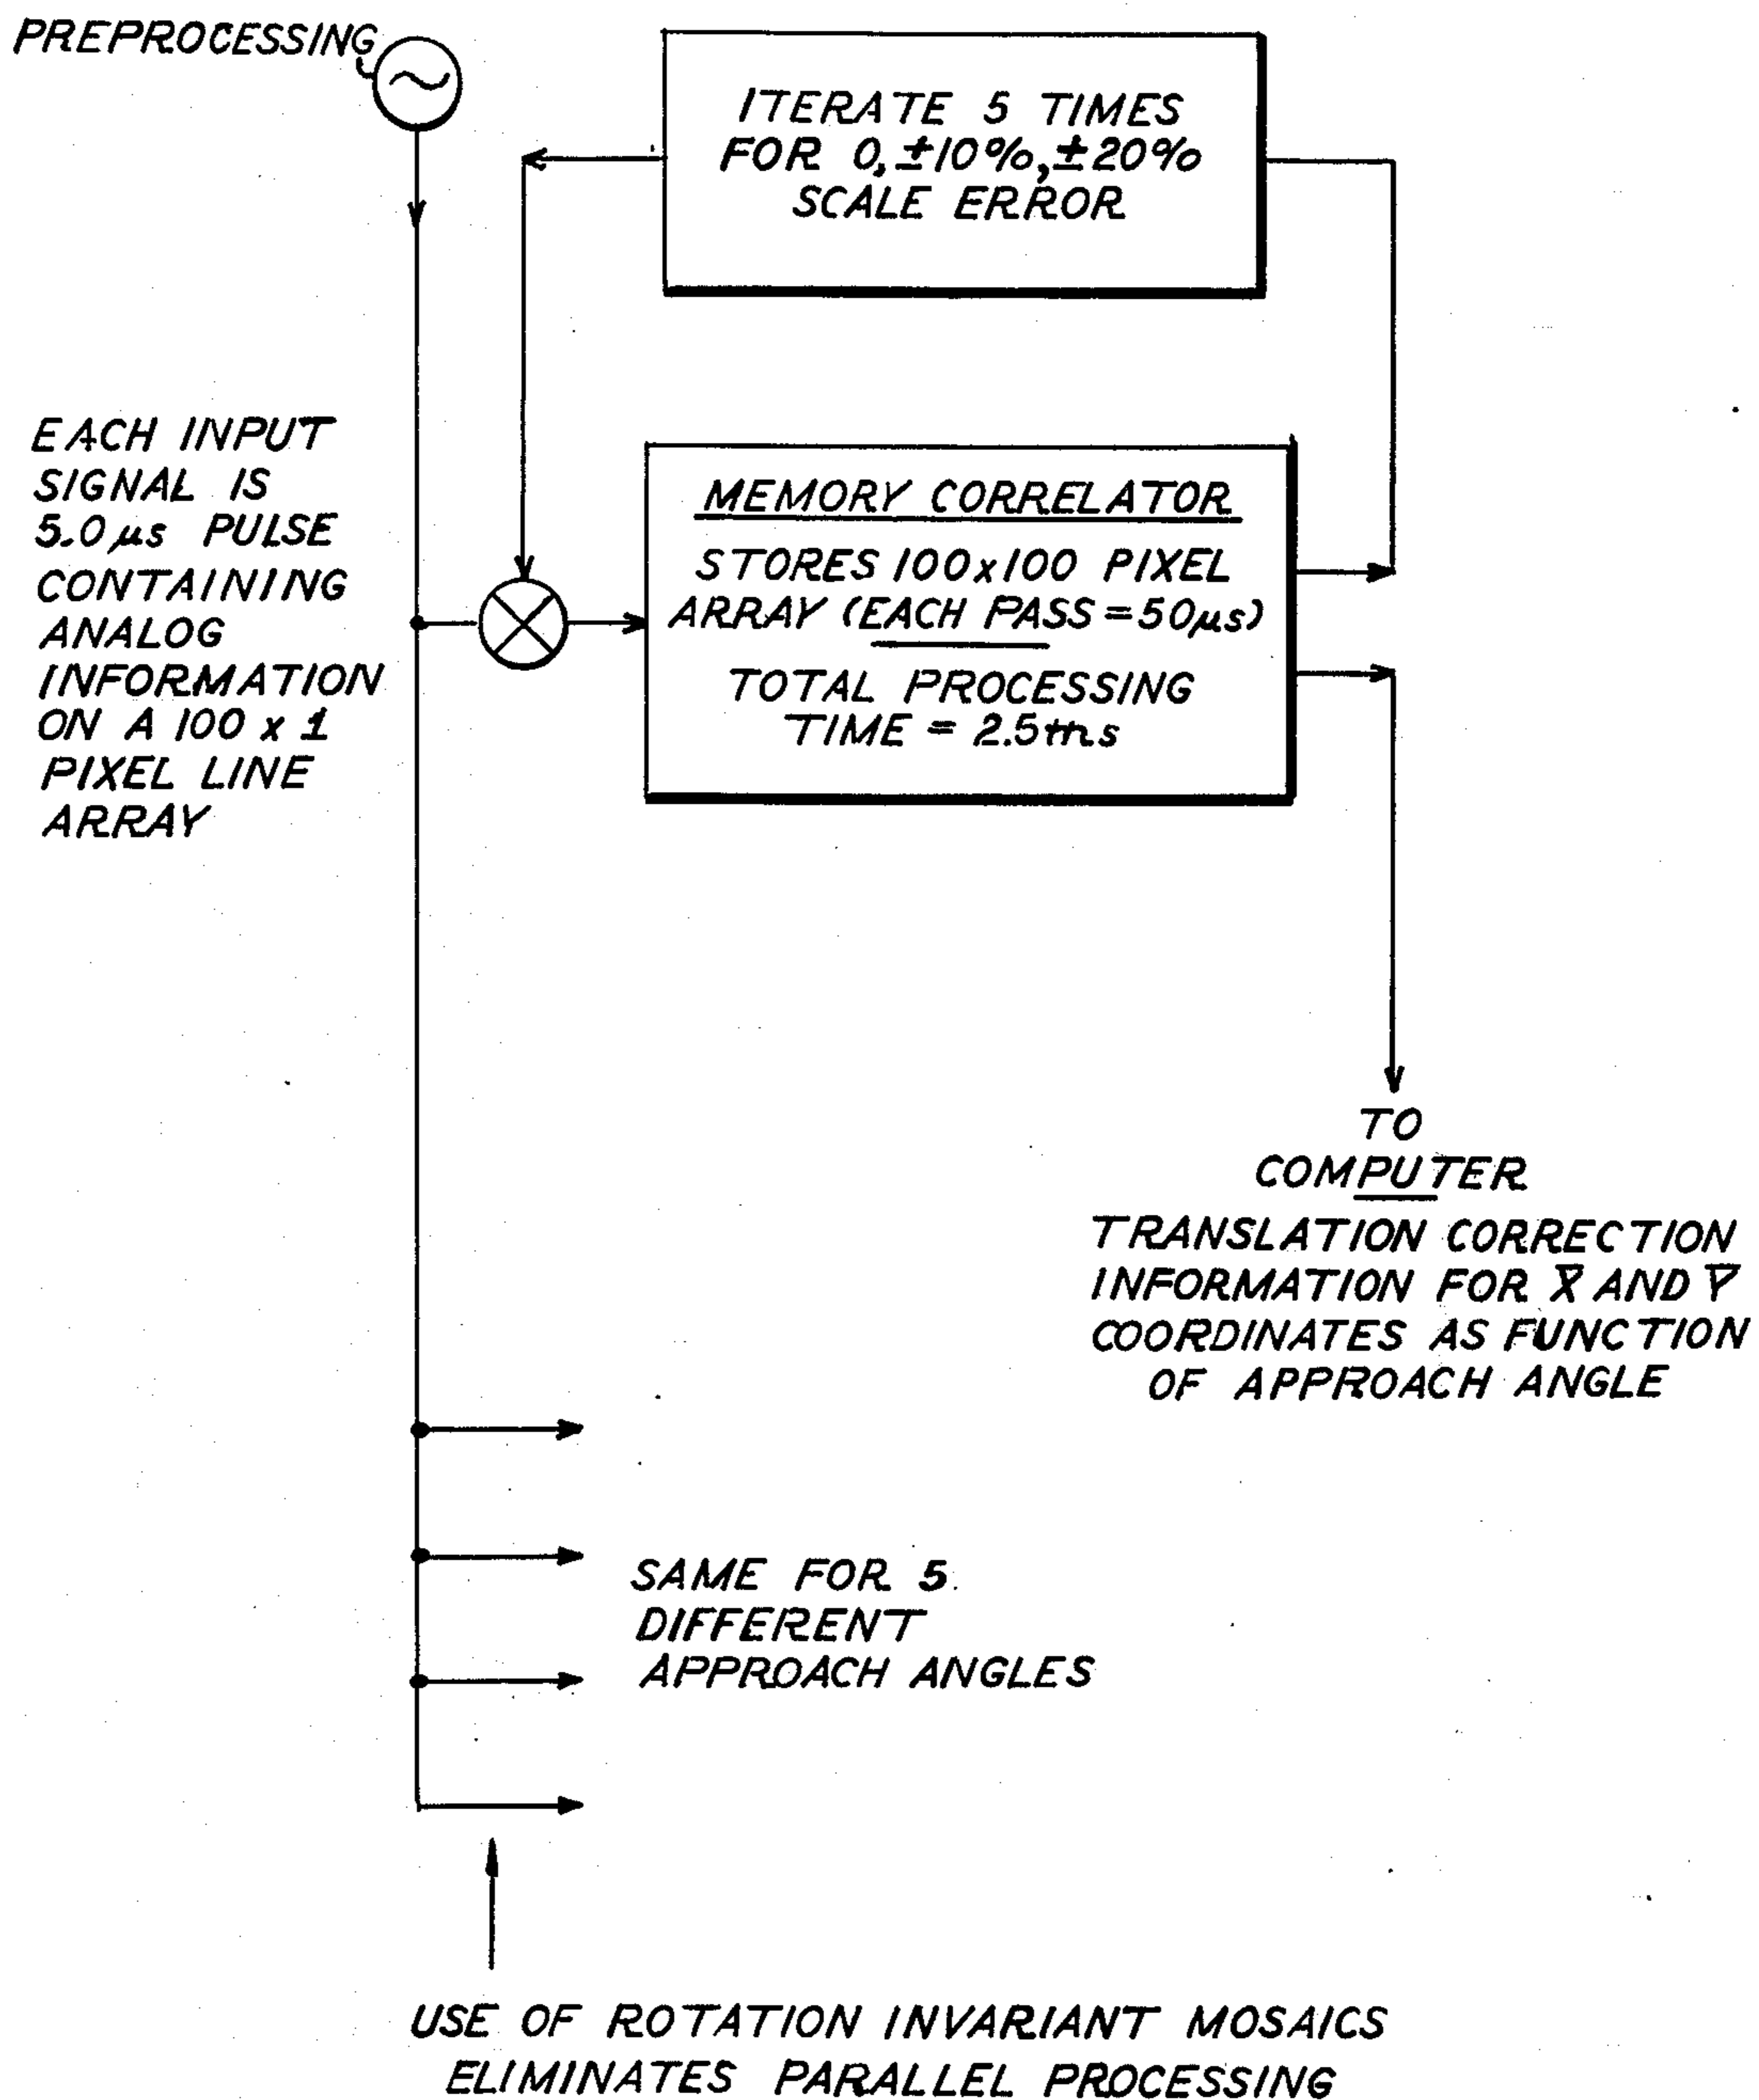 PREPROCESSING
ITERATE 5 TIMES
FOR 0, ±10%, ±20%
SCALE ERROR
EACH INPUT
SIGNAL IS
5.0 µs PULSE
CONTAINING
ANALOG
INFORMATION
ON A 100 x 1
PIXEL LINE
ARRAY
MEMORY CORRELATOR
STORES 100x100 PIXEL
ARRAY (EACH PASS = 50µs)
TOTAL PROCESSING
TIME = 2.5ms
TO
COMPUTER
TRANSLATION CORRECTION
INFORMATION FOR X̄ AND Ȳ
COORDINATES AS FUNCTION
OF APPROACH ANGLE
SAME FOR 5
DIFFERENT
APPROACH ANGLES
USE OF ROTATION INVARIANT MOSAICS
ELIMINATES PARALLEL PROCESSING